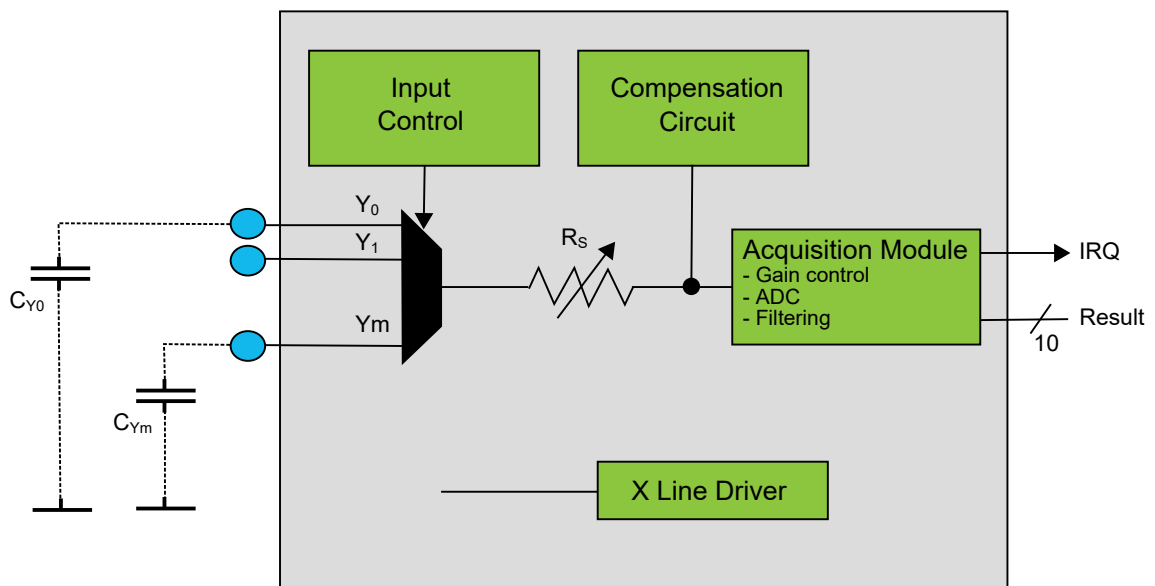 Input
Control
Compensation
Circuit
Y0
Y1
Ym
RS
Acquisition Module
- Gain control
- ADC
- Filtering
IRQ
Result
10
CY0
CYm
X Line Driver